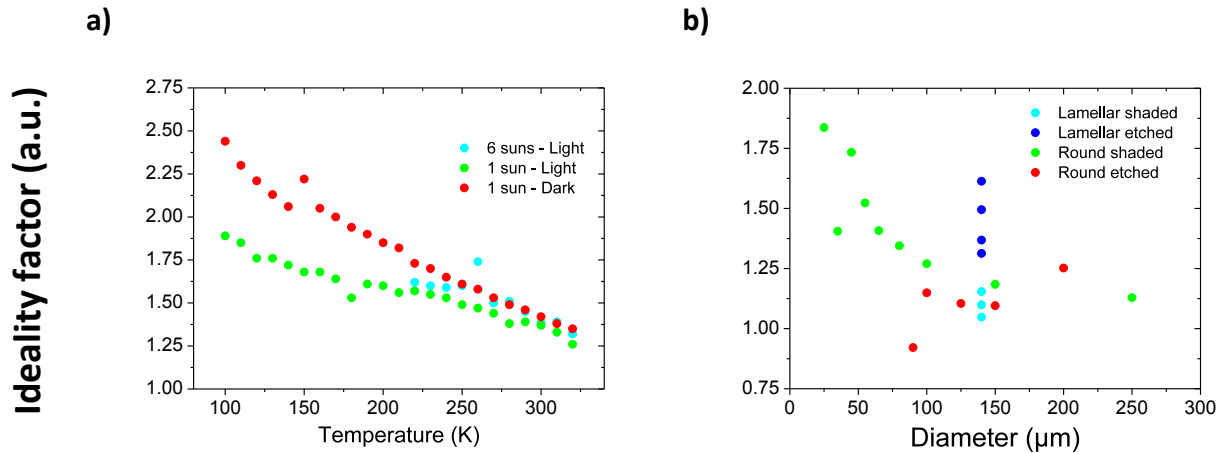 a)
b)
Ideality factor (a.u.)
2.75
2.50
2.25
2.00
1.75
1.50
1.25
1.00
100 150 200 250 300
Temperature (K)
6 suns - Light
1 sun - Light
1 sun - Dark
2.00
1.75
1.50
1.25
1.00
0.75
0 50 100 150 200 250 300
Diameter (µm)
Lamellar shaded
Lamellar etched
Round shaded
Round etched